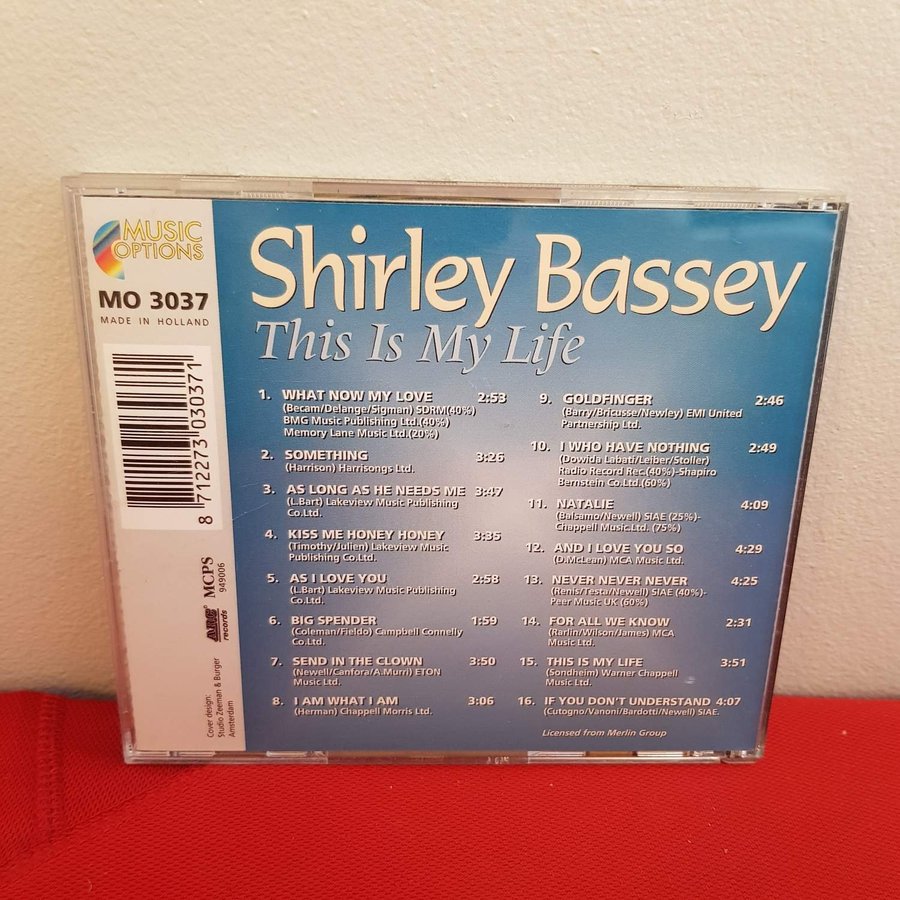 MUSIC
OPTIONS
MO 3037
MADE IN HOLLAND
8 712273 030371
ARC
records
MCPS
949006
Cover design:
Studio Zeeman & Burger
Amsterdam
Shirley Bassey
This Is My Life
1. WHAT NOW MY LOVE 2:53
(Becam/Delange/Sigman) SDRM(40%)
BMG Music Publishing Ltd.(40%)
Memory Lane Music Ltd.(20%)
2. SOMETHING 3:26
(Harrison) Harrisongs Ltd.
3. AS LONG AS HE NEEDS ME 3:47
(L.Bart) Lakeview Music Publishing
Co.Ltd.
4. KISS ME HONEY HONEY 3:35
(Timothy/Julien) Lakeview Music
Publishing Co.Ltd.
5. AS I LOVE YOU 2:58
(L.Bart) Lakeview Music Publishing
Co.Ltd.
6. BIG SPENDER 1:59
(Coleman/Fieldo) Campbell Connelly
Co.Ltd.
7. SEND IN THE CLOWN 3:50
(Newell/Canfora/A.Murri) ETON
Music Ltd.
8. I AM WHAT I AM 3:06
(Herman) Chappell Morris Ltd.
9. GOLDFINGER 2:46
(Barry/Bricusse/Newley) EMI United
Partnership Ltd.
10. I WHO HAVE NOTHING 2:49
(Dowida Labati/Leiber/Stoller)
Radio Record Rec.(40%)-Shapiro
Bernstein Co.Ltd.(60%)
11. NATALIE 4:09
(Balsamo/Newell) SIAE (25%)-
Chappell Music.Ltd. (75%)
12. AND I LOVE YOU SO 4:29
(D.McLean) MCA Music Ltd.
13. NEVER NEVER NEVER 4:25
(Renis/Testa/Newell) SIAE (40%)-
Peer Music UK (60%)
14. FOR ALL WE KNOW 2:31
(Rarlin/Wilson/James) MCA
Music Ltd.
15. THIS IS MY LIFE 3:51
(Sondheim) Warner Chappell
Music Ltd.
16. IF YOU DON'T UNDERSTAND 4:07
(Cutogno/Vanoni/Bardotti/Newell) SIAE.
Licensed from Merlin Group